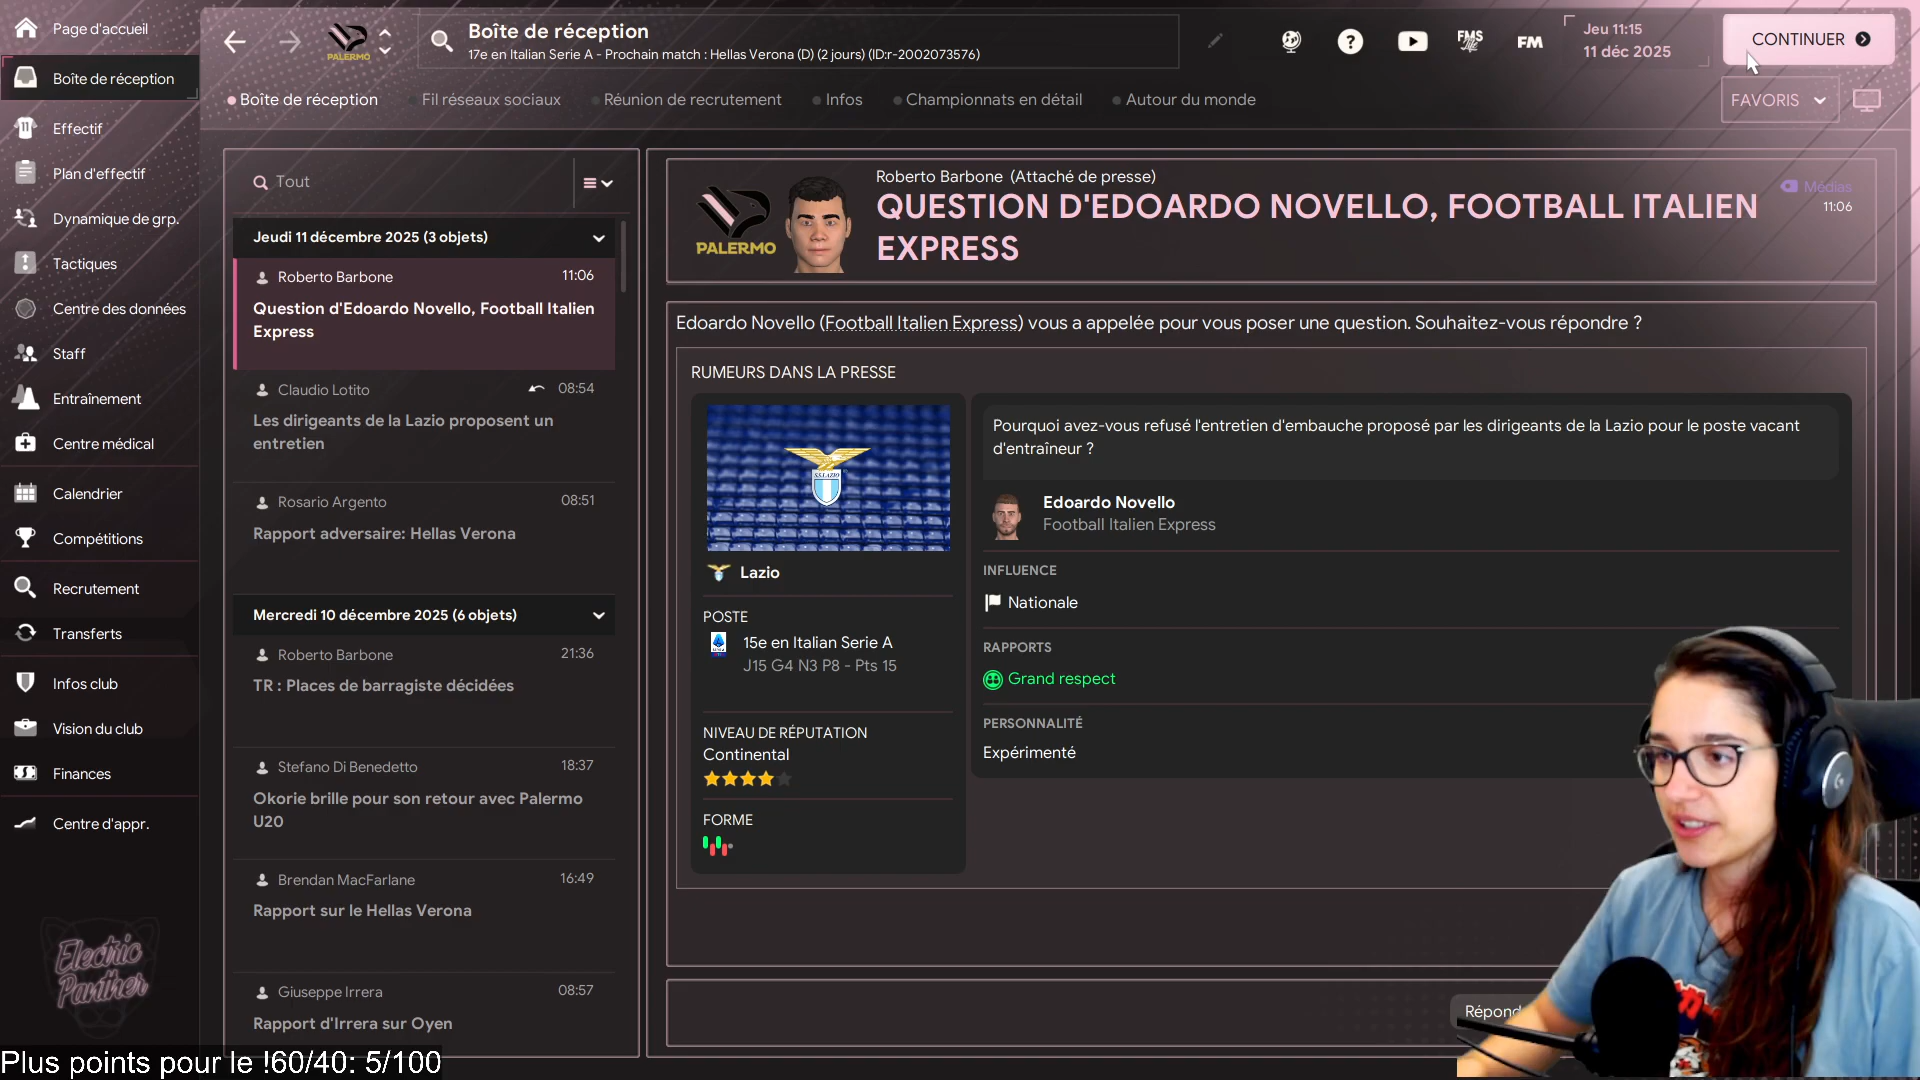 Page d'accueil
Boîte de réception
Effectif
Plan d'effectif
Dynamique de grp.
Tactiques
Centre des données
Staff
Entraînement
Centre médical
Calendrier
Compétitions
Recrutement
Transferts
Infos club
Vision du club
Finances
Centre d'appr.
Electric
Panther
PALERMO
Boîte de réception
17e en Italian Serie A - Prochain match : Hellas Verona (D) (2 jours) (ID:r-2002073576)
FM
Jeu 11:15
11 déc 2025
CONTINUER
Boîte de réception
Fil réseaux sociaux
Réunion de recrutement
Infos
Championnats en détail
Autour du monde
FAVORIS
Tout
Jeudi 11 décembre 2025 (3 objets)
Roberto Barbone 11:06
Question d'Edoardo Novello, Football Italien
Express
Claudio Lotito 08:54
Les dirigeants de la Lazio proposent un
entretien
Rosario Argento 08:51
Rapport adversaire: Hellas Verona
Mercredi 10 décembre 2025 (6 objets)
Roberto Barbone 21:36
TR : Places de barragiste décidées
Stefano Di Benedetto 18:37
Okorie brille pour son retour avec Palermo
U20
Brendan MacFarlane 16:49
Rapport sur le Hellas Verona
Giuseppe Irrera 08:57
Rapport d'Irrera sur Oyen
PALERMO
Roberto Barbone (Attaché de presse)
QUESTION D'EDOARDO NOVELLO, FOOTBALL ITALIEN
EXPRESS
Médias
11:06
Edoardo Novello (Football Italien Express) vous a appelée pour vous poser une question. Souhaitez-vous répondre ?
RUMEURS DANS LA PRESSE
Lazio
POSTE
15e en Italian Serie A
J15 G4 N3 P8 - Pts 15
NIVEAU DE RÉPUTATION
Continental
FORME
Pourquoi avez-vous refusé l'entretien d'embauche proposé par les dirigeants de la Lazio pour le poste vacant
d'entraîneur ?
Edoardo Novello
Football Italien Express
INFLUENCE
Nationale
RAPPORTS
Grand respect
PERSONNALITÉ
Expérimenté
Répond
Plus points pour le !60/40: 5/100